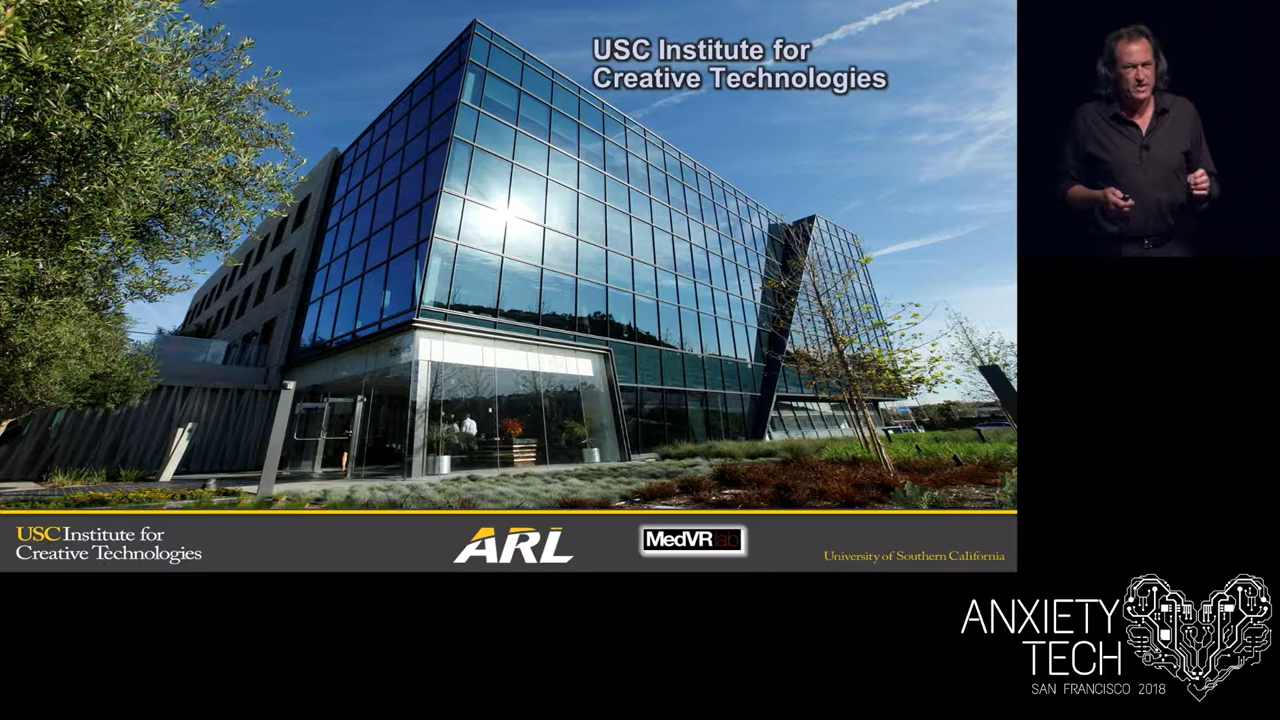 USC Institute for
Creative Technologies
USC Institute for
Creative Technologies
ARL
MedVR lab
University of Southern California
ANXIETY
TECH
SAN FRANCISCO 2018